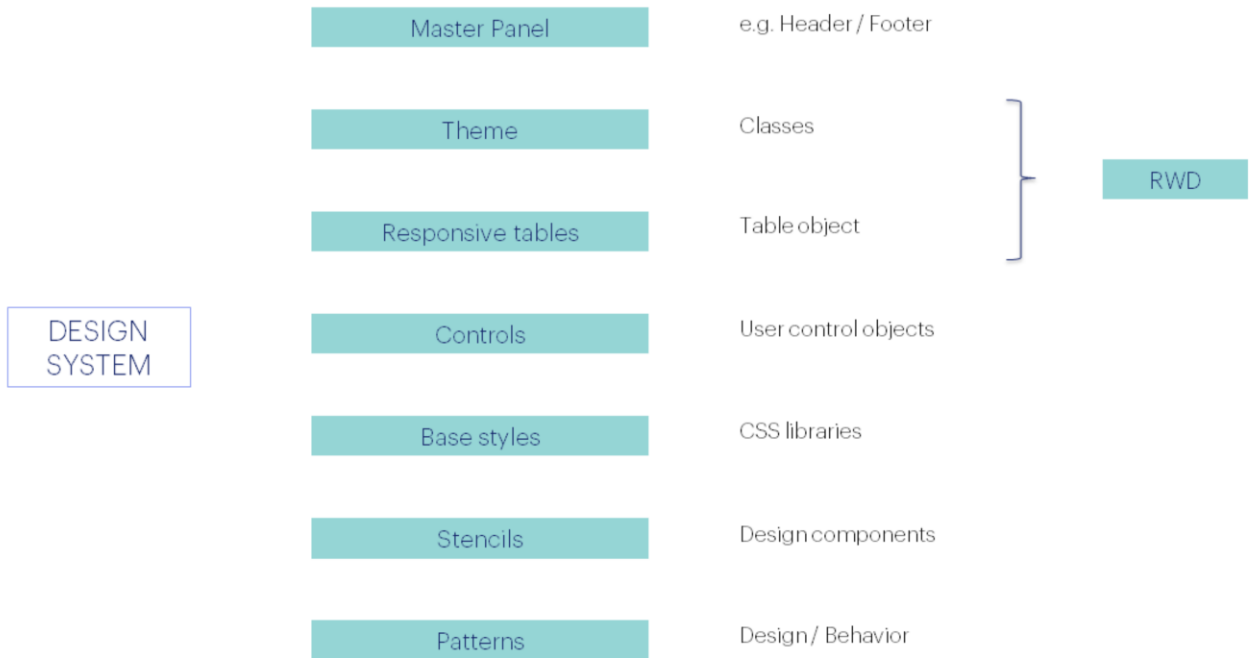 Master Panel
e.g. Header / Footer
Theme
Classes
RWD
Responsive tables
Table object
DESIGN
SYSTEM
Controls
User control objects
Base styles
CSS libraries
Stencils
Design components
Patterns
Design / Behavior